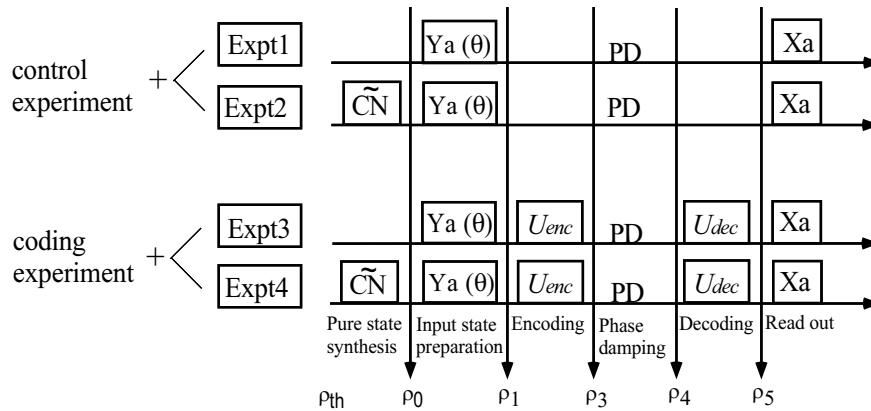 Expt1 Ya (θ) PD Xa
control experiment +
Expt2 C̃N Ya (θ) PD Xa
Expt3 Ya (θ) Uenc PD Udec Xa
coding experiment +
Expt4 C̃N Ya (θ) Uenc PD Udec Xa
Pure state synthesis
Input state preparation
Encoding
Phase damping
Decoding
Read out
ρth ρ0 ρ1 ρ3 ρ4 ρ5